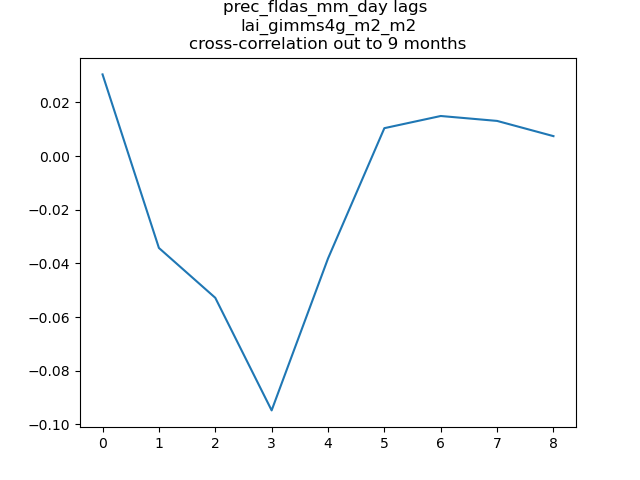 prec_fldas_mm_day lags
lai_gimms4g_m2_m2
cross-correlation out to 9 months
0.02
0.00
−0.02
−0.04
−0.06
−0.08
−0.10
0 1 2 3 4 5 6 7 8